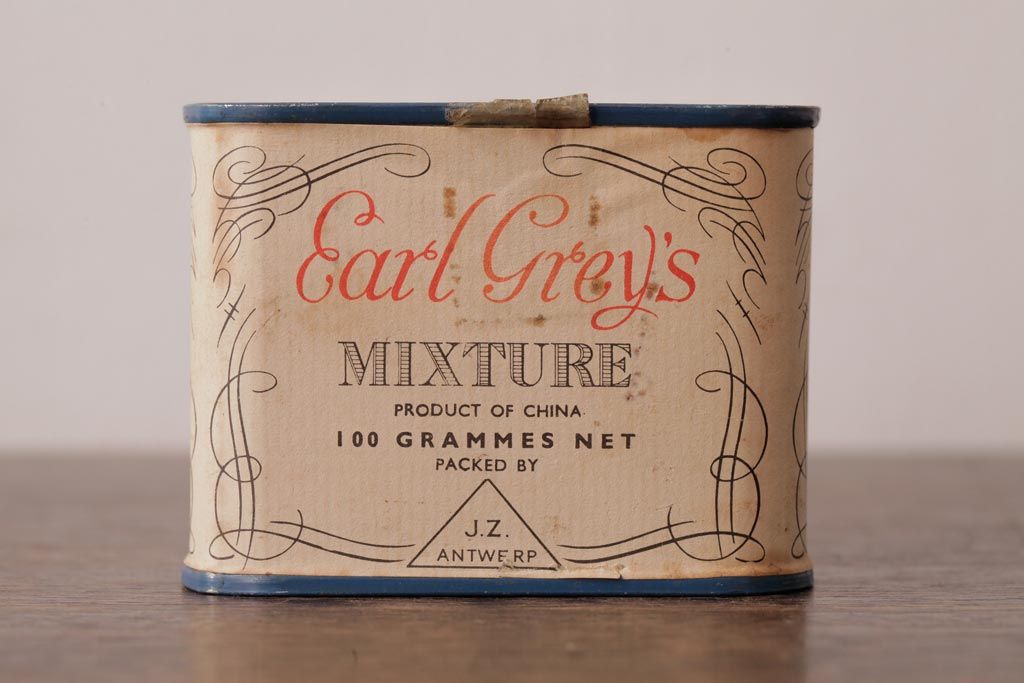 Earl Grey's
MIXTURE
PRODUCT OF CHINA
100 GRAMMES NET
PACKED BY
J.Z.
ANTWERP